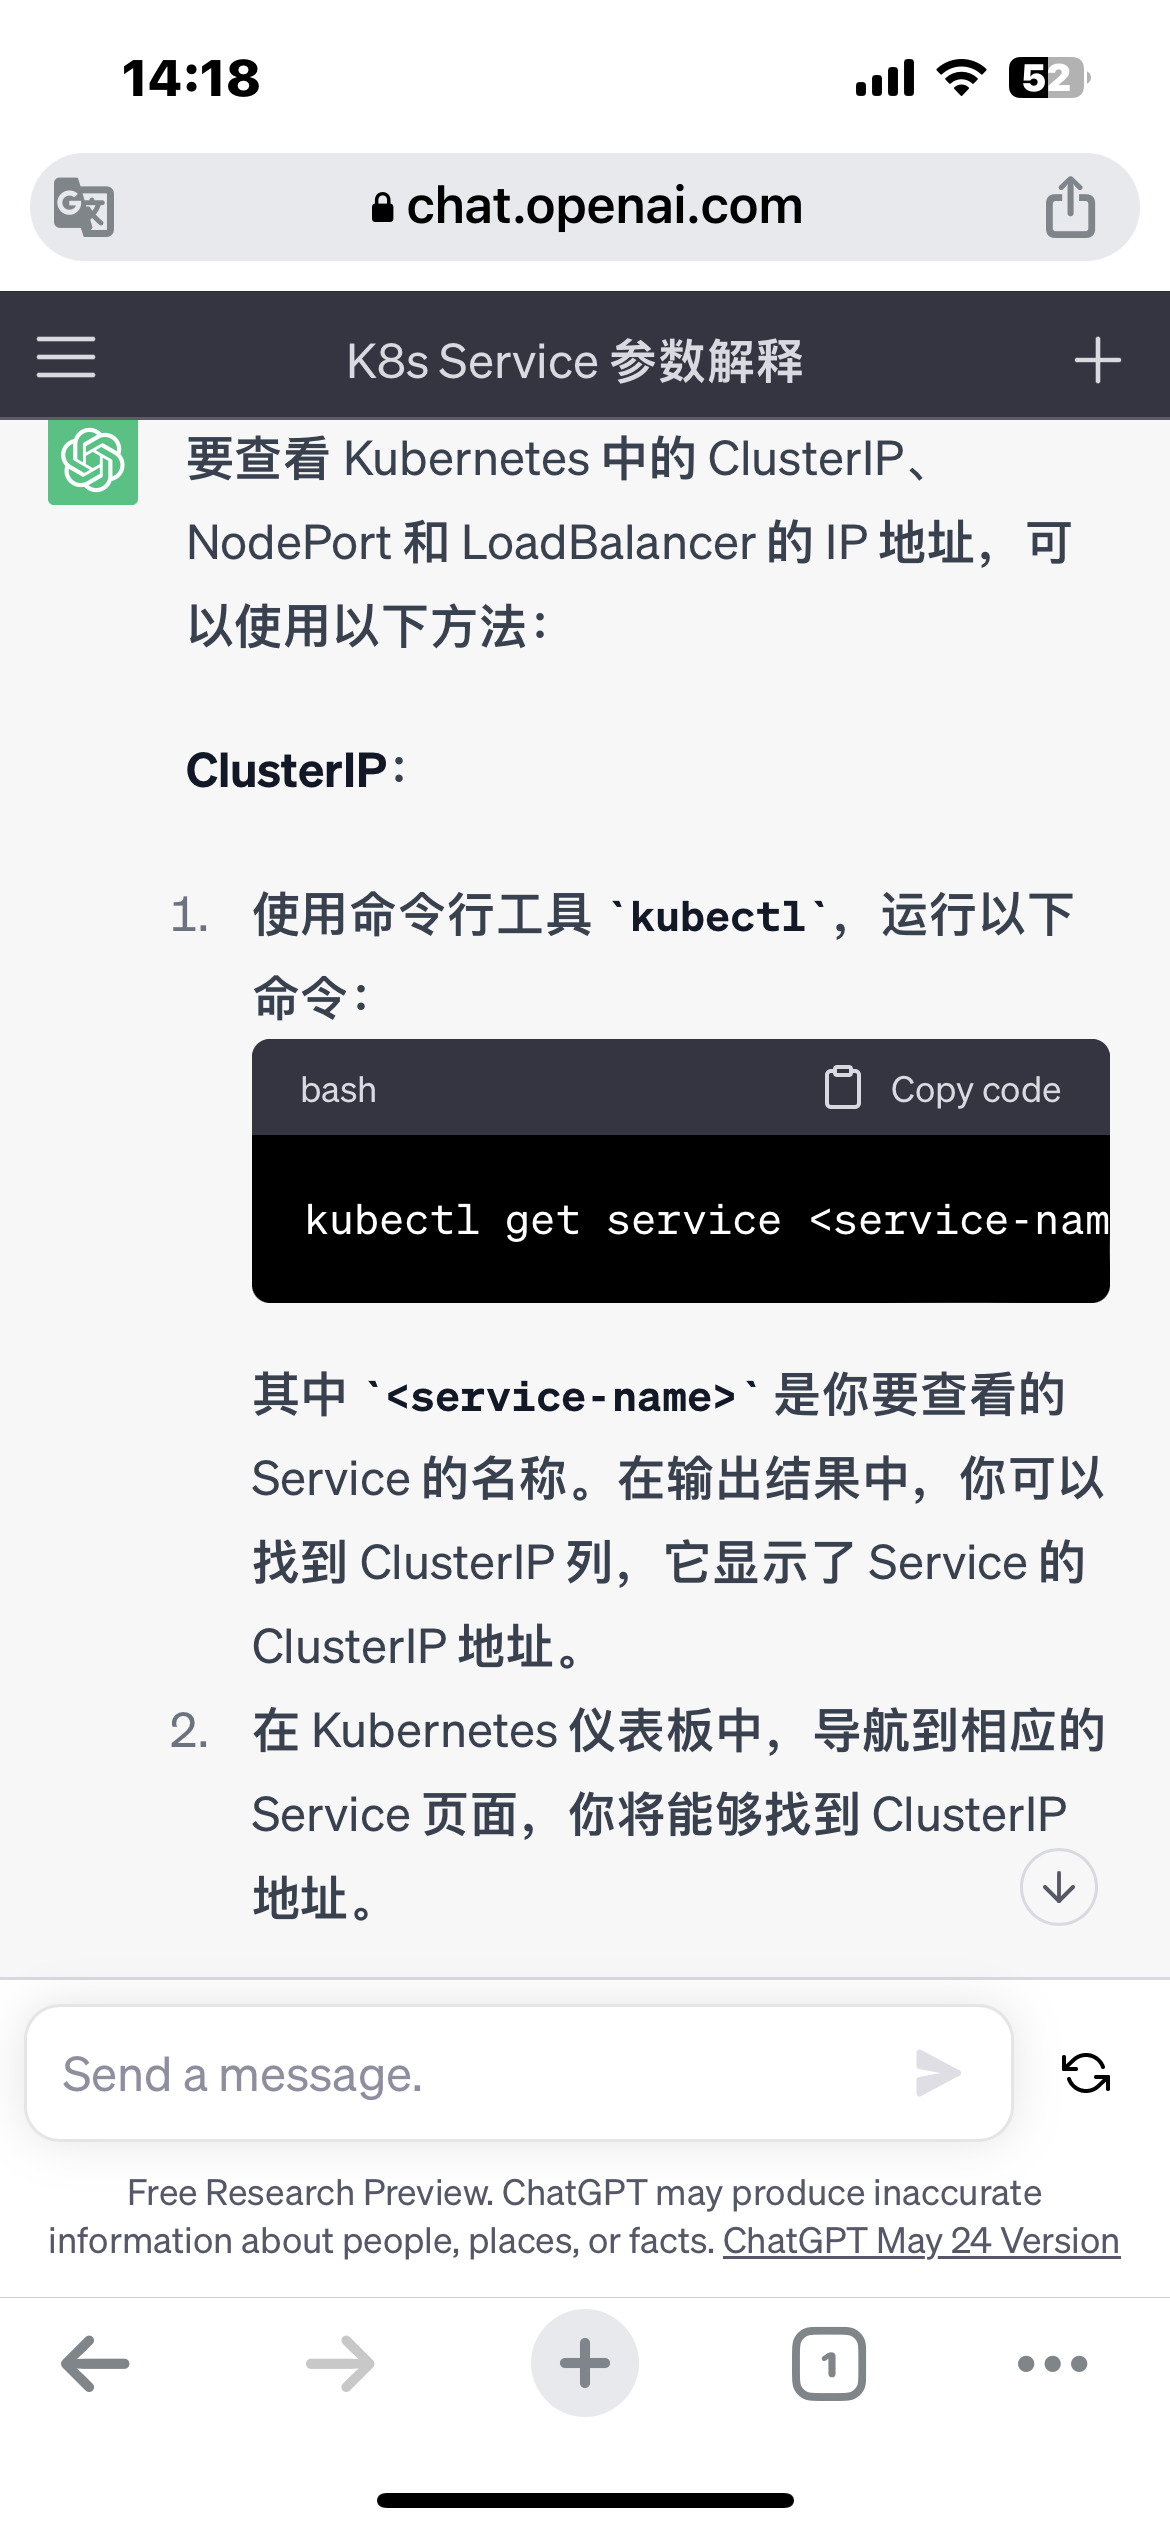 14:18
52
chat.openai.com
K8s Service 参数解释
要查看 Kubernetes 中的 ClusterIP、
NodePort 和 LoadBalancer 的 IP 地址，可
以使用以下方法：
ClusterIP：
1. 使用命令行工具 `kubectl`，运行以下
命令：
bash
Copy code
kubectl get service <service-nam
其中 `<service-name>` 是你要查看的
Service 的名称。在输出结果中，你可以
找到 ClusterIP 列，它显示了 Service 的
ClusterIP 地址。
2. 在 Kubernetes 仪表板中，导航到相应的
Service 页面，你将能够找到 ClusterIP
地址。
Send a message.
Free Research Preview. ChatGPT may produce inaccurate
information about people, places, or facts. ChatGPT May 24 Version
1